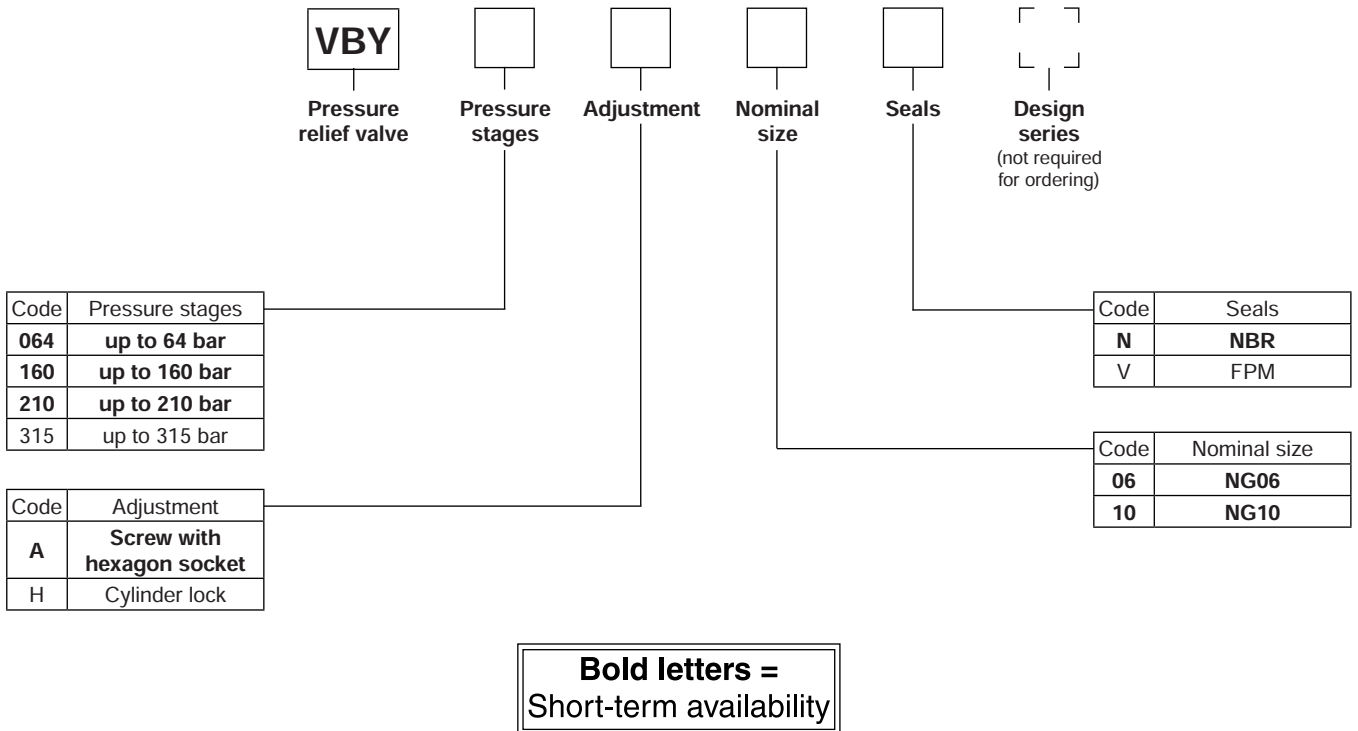 VBY
Pressure
relief valve
Pressure
stages
Adjustment
Nominal
size
Seals
Design
series
(not required
for ordering)
Code Pressure stages
064 up to 64 bar
160 up to 160 bar
210 up to 210 bar
315 up to 315 bar
Code Adjustment
A Screw with
hexagon socket
H Cylinder lock
Code Seals
N NBR
V FPM
Code Nominal size
06 NG06
10 NG10
Bold letters =
Short-term availability